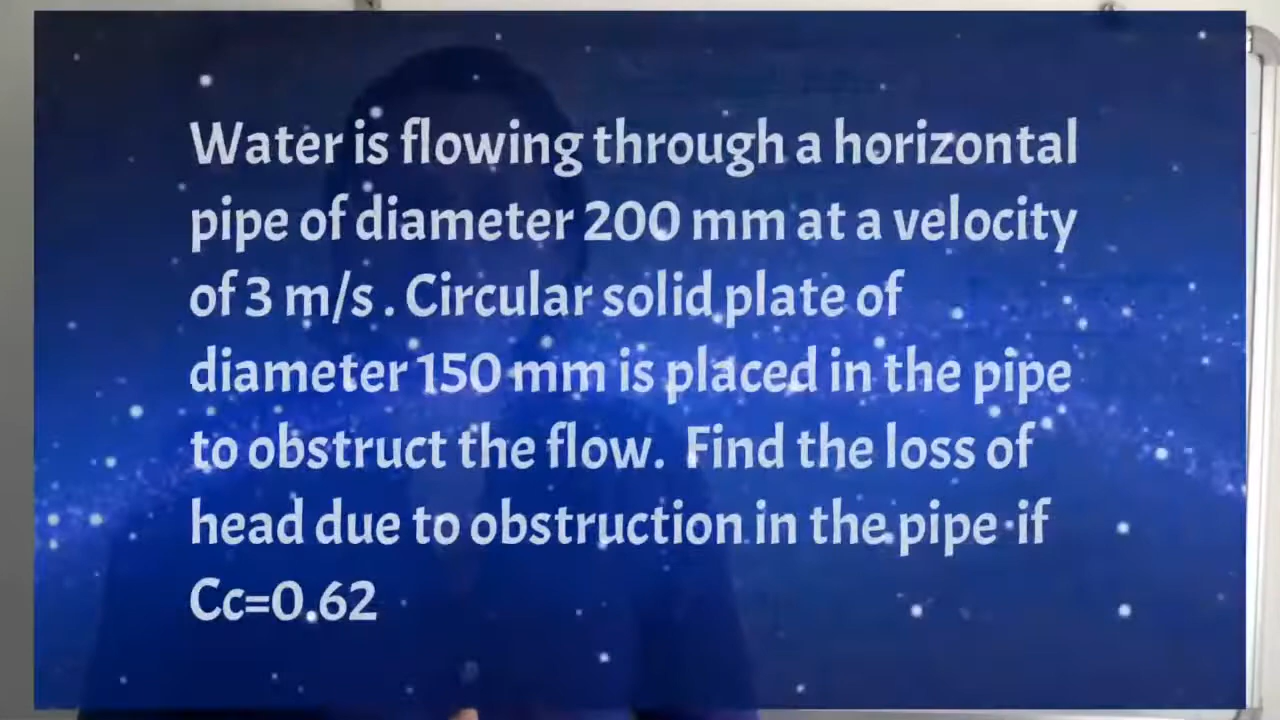 Water is flowing through a horizontal
pipe of diameter 200 mm at a velocity
of 3 m/s . Circular solid plate of
diameter 150 mm is placed in the pipe
to obstruct the flow.  Find the loss of
head due to obstruction in the pipe if
Cc=0.62